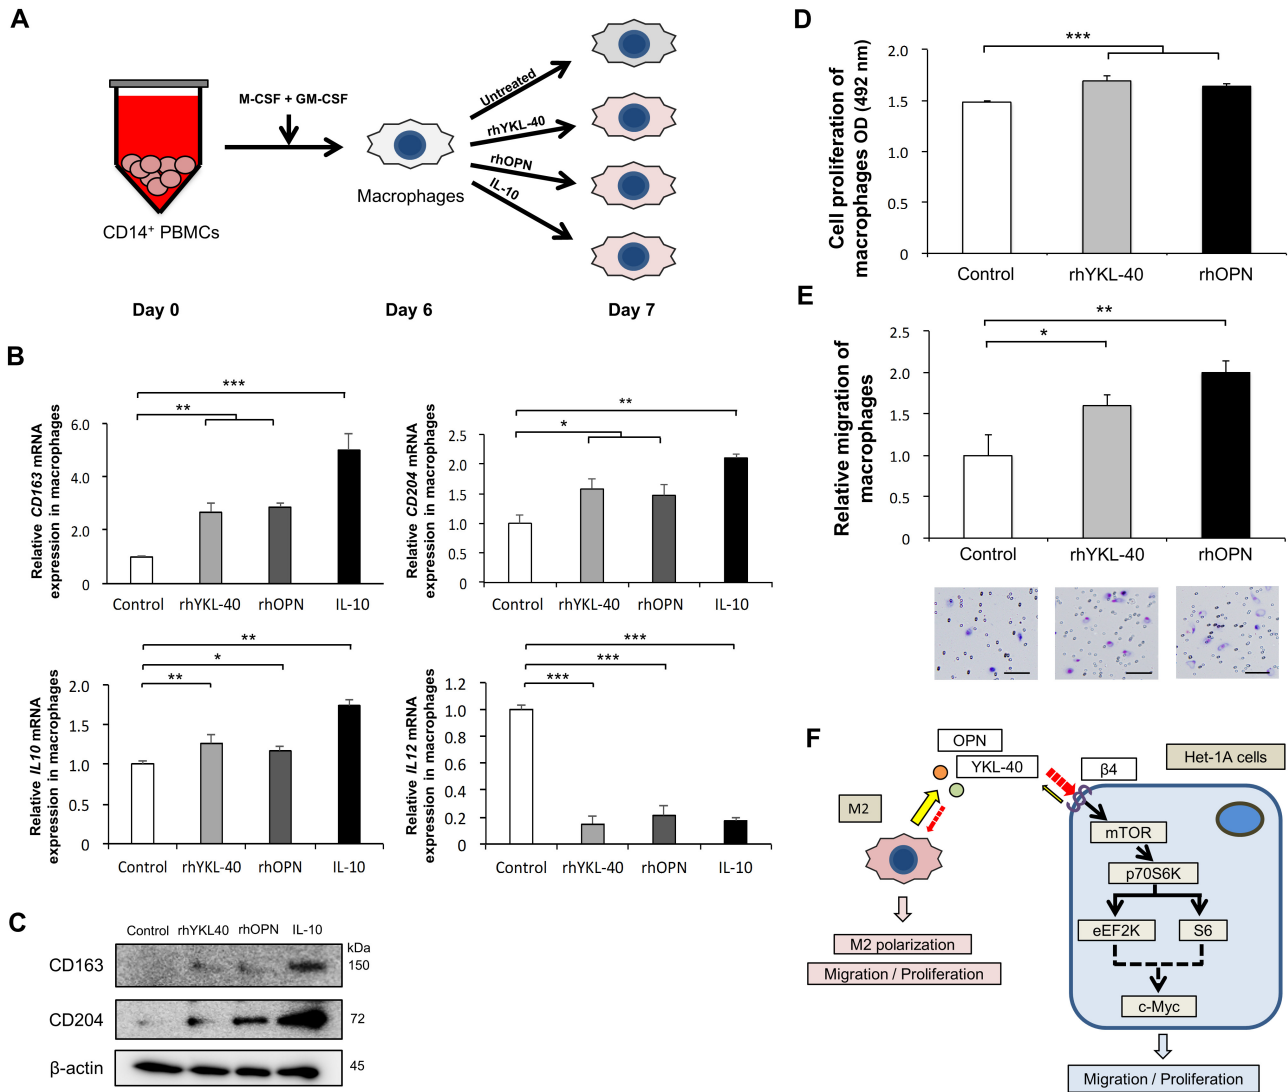 A
M-CSF + GM-CSF
Untreated
rhYKL-40
rhOPN
IL-10
Macrophages
CD14⁺ PBMCs
Day 0
Day 6
Day 7
B
Relative CD163 mRNA
expression in macrophages
6.0
4.0
2.0
0
***
**
Control
rhYKL-40
rhOPN
IL-10
Relative CD204 mRNA
expression in macrophages
2.5
2.0
1.5
1.0
0.5
0
**
*
Control
rhYKL-40
rhOPN
IL-10
Relative IL10 mRNA
expression in macrophages
2.0
1.5
1.0
0.5
0
**
*
**
Control
rhYKL-40
rhOPN
IL-10
Relative IL12 mRNA
expression in macrophages
1.2
1.0
0.8
0.6
0.4
0.2
0
***
***
***
Control
rhYKL-40
rhOPN
IL-10
C
Control
rhYKL40
rhOPN
IL-10
kDa
CD163
150
CD204
72
β-actin
45
D
Cell proliferation of
macrophages OD (492 nm)
2.0
1.5
1.0
0.5
0
***
Control
rhYKL-40
rhOPN
E
Relative migration of
macrophages
2.5
2.0
1.5
1.0
0.5
0
**
*
Control
rhYKL-40
rhOPN
F
OPN
YKL-40
β4
Het-1A cells
M2
mTOR
p70S6K
eEF2K
S6
c-Myc
M2 polarization
Migration / Proliferation
Migration / Proliferation